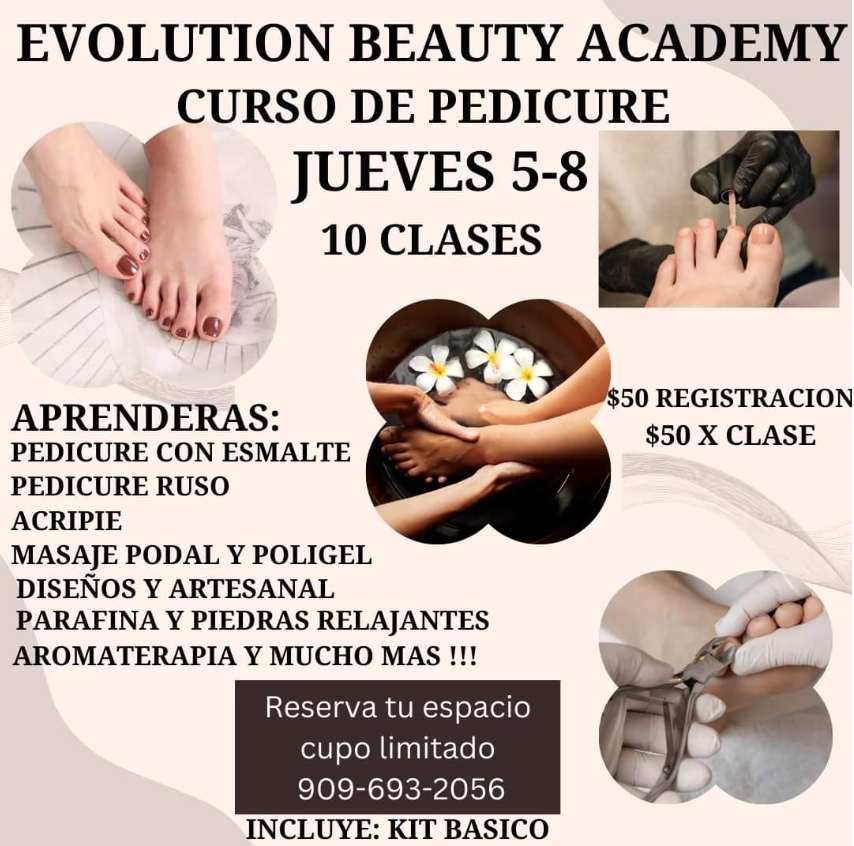 EVOLUTION BEAUTY ACADEMY
CURSO DE PEDICURE
JUEVES 5-8
10 CLASES
$50 REGISTRACION
$50 X CLASE
APRENDERAS:
PEDICURE CON ESMALTE
PEDICURE RUSO
ACRIPIE
MASAJE PODAL Y POLIGEL
DISEÑOS Y ARTESANAL
PARAFINA Y PIEDRAS RELAJANTES
AROMATERAPIA Y MUCHO MAS !!!
Reserva tu espacio
cupo limitado
909-693-2056
INCLUYE: KIT BASICO